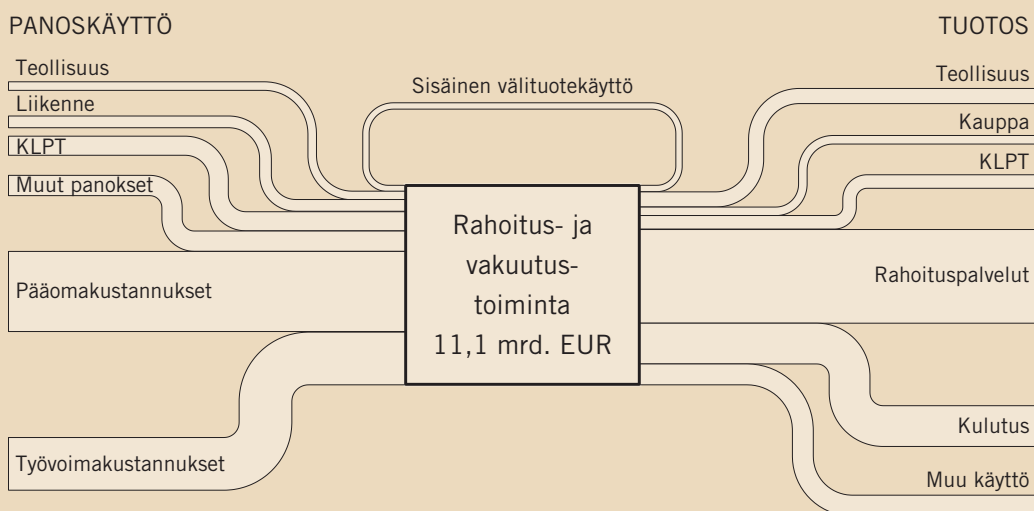 PANOSKÄYTTÖ
Teollisuus
Liikenne
KLPT
Muut panokset
Pääomakustannukset
Työvoimakustannukset
Sisäinen välituotekäyttö
Rahoitus- ja
vakuutus-
toiminta
11,1 mrd. EUR
TUOTOS
Teollisuus
Kauppa
KLPT
Rahoituspalvelut
Kulutus
Muu käyttö